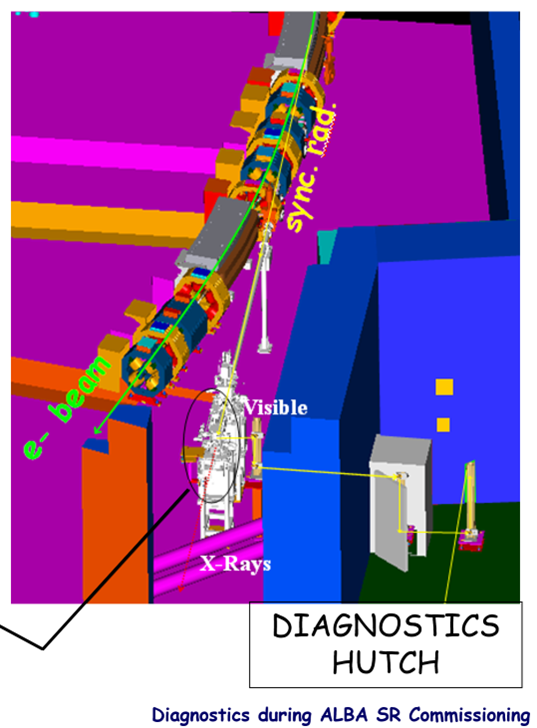 sync. rad.
e- beam
Visible
X-Rays
DIAGNOSTICS
HUTCH
Diagnostics during ALBA SR Commissioning